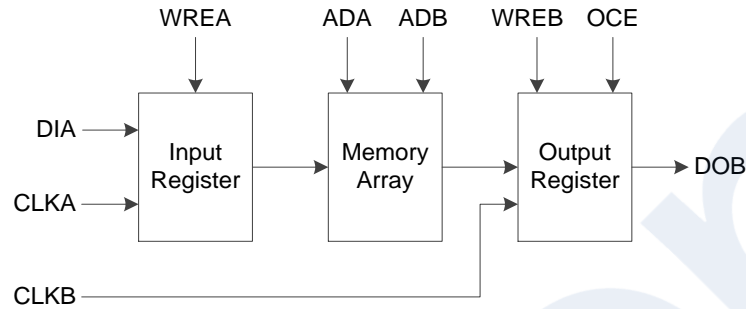 WREA ADA ADB WREB OCE
DIA
Input
Register
Memory
Array
Output
Register
DOB
CLKA
CLKB